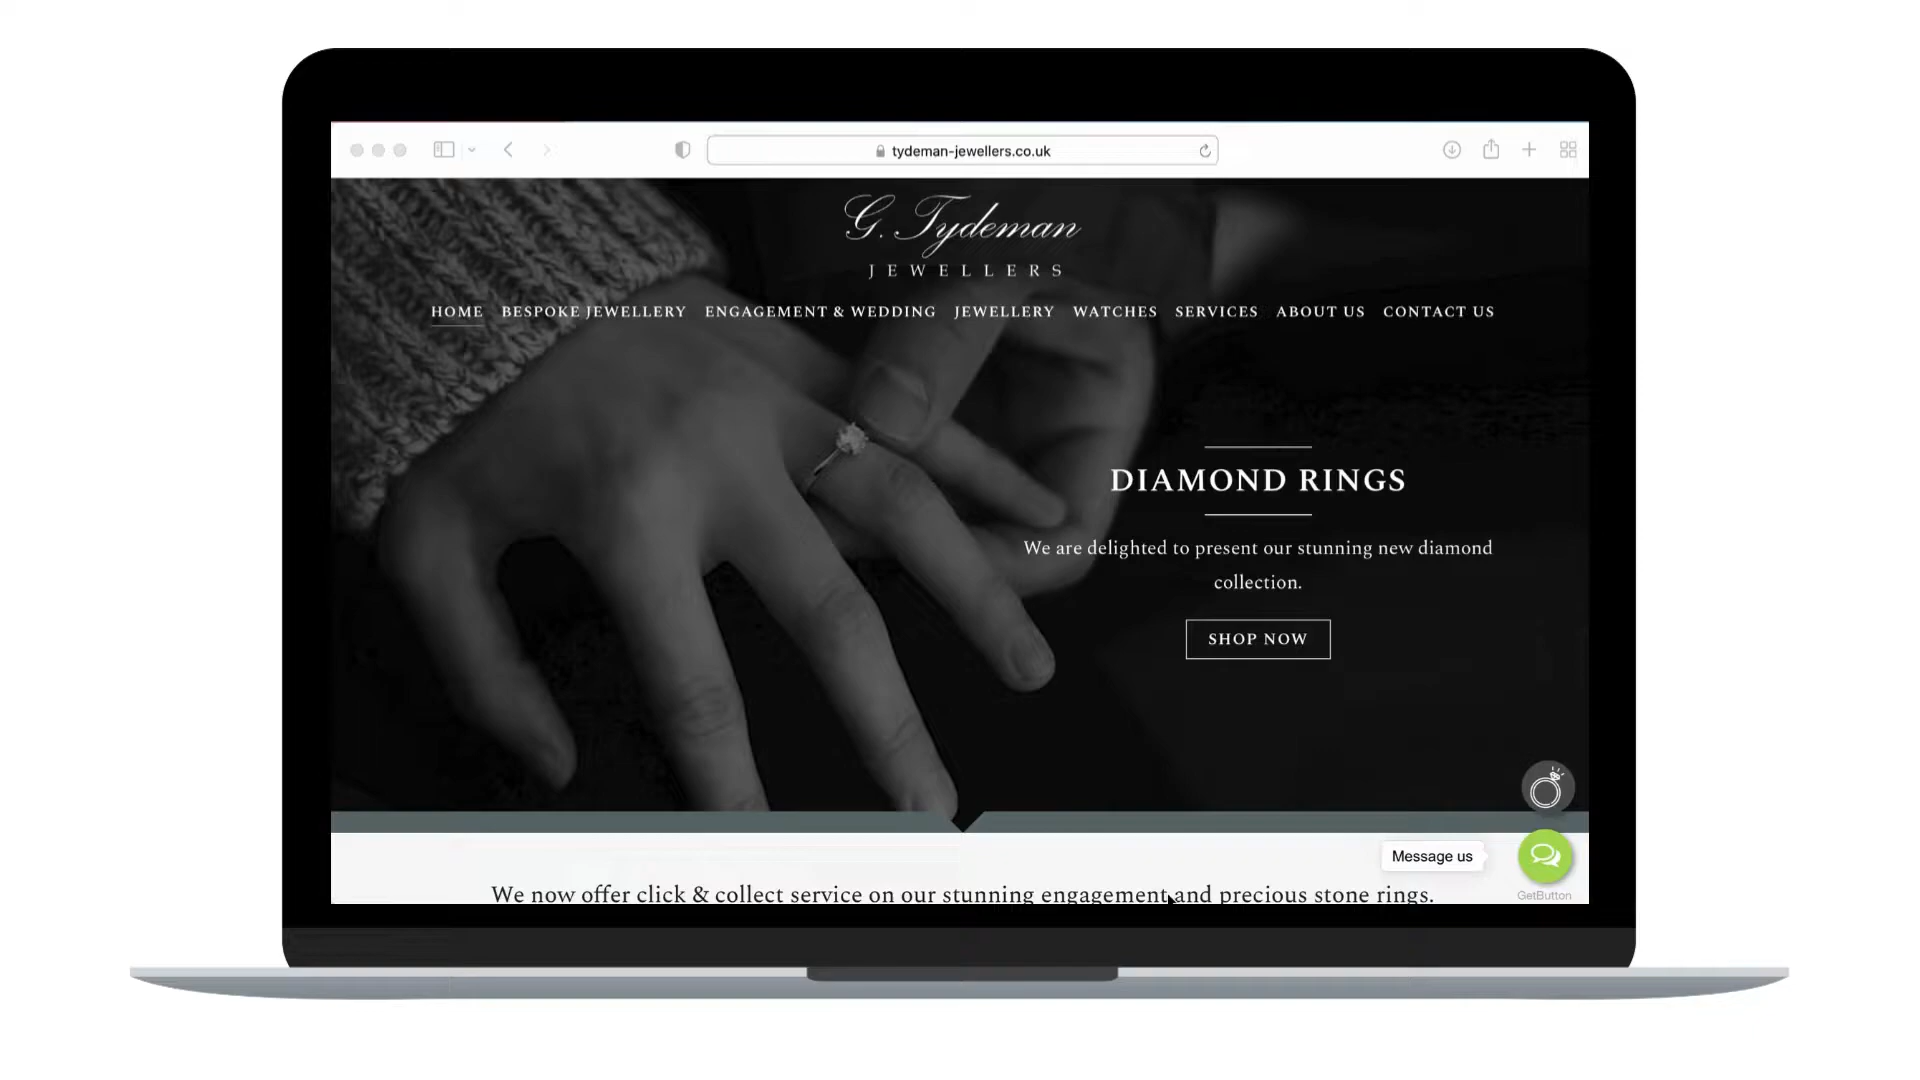 tydeman-jewellers.co.uk
G. Tydeman
JEWELLERS
HOME BESPOKE JEWELLERY ENGAGEMENT & WEDDING JEWELLERY WATCHES SERVICES ABOUT US CONTACT US
DIAMOND RINGS
We are delighted to present our stunning new diamond
collection.
SHOP NOW
Message us
GetButton
We now offer click & collect service on our stunning engagement and precious stone rings.